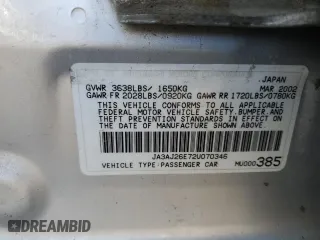 JAPAN
GVWR 3638LBS/ 1650KG MAR 2002
GAWR FR 2028LBS/0920KG GAWR RR 1720LBS/0780KG
THIS VEHICLE CONFORMS TO ALL APPLICABLE
FEDERAL MOTOR VEHICLE SAFETY, BUMPER,
AND THEFT PREVENTION STANDARDS IN EFFECT
ON THE DATE OF MANUFACTURE SHOWN ABOVE.
JA3AJ26E72U070346
VEHICLE TYPE:PASSENGER CAR MU000385
DREAMBID